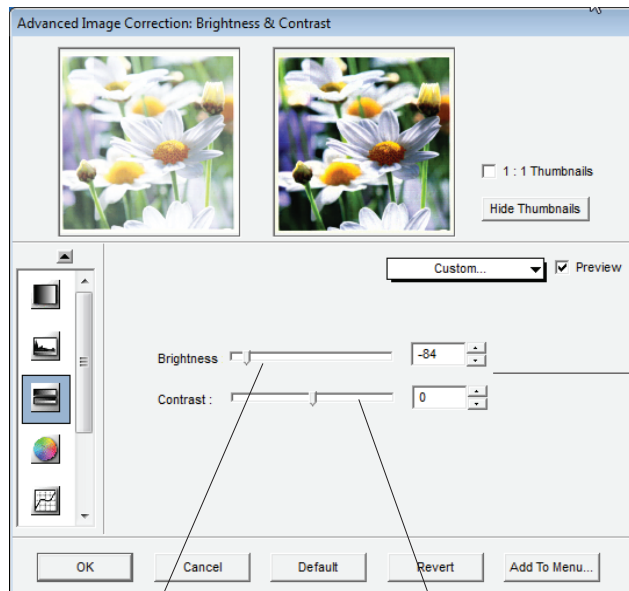 Advanced Image Correction: Brightness & Contrast
1 : 1 Thumbnails
Hide Thumbnails
Custom...
Preview
Brightness
-84
Contrast :
0
OK
Cancel
Default
Revert
Add To Menu...